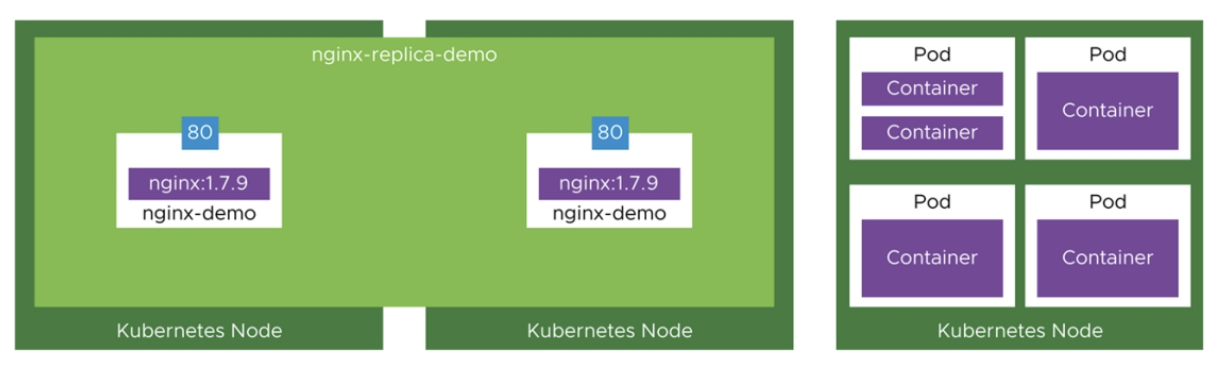 nginx-replica-demo
80
nginx:1.7.9
nginx-demo
Kubernetes Node
80
nginx:1.7.9
nginx-demo
Kubernetes Node
Pod
Container
Container
Pod
Container
Pod
Container
Pod
Container
Kubernetes Node